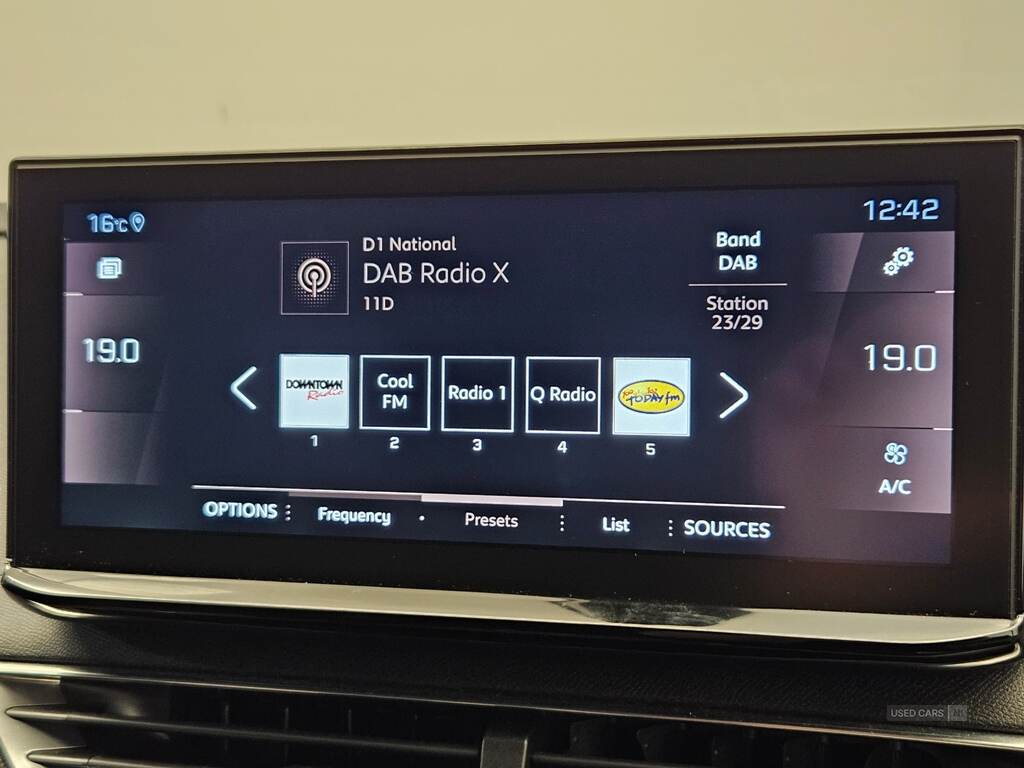 16°C
12:42
D1 National
DAB Radio X
11D
Band
DAB
Station
23/29
19.0
19.0
DOWNTOWN
Radio
Cool
FM
Radio 1
Q Radio
TODAY fm
1
2
3
4
5
A/C
OPTIONS
Frequency
Presets
List
SOURCES
USED CARS NI